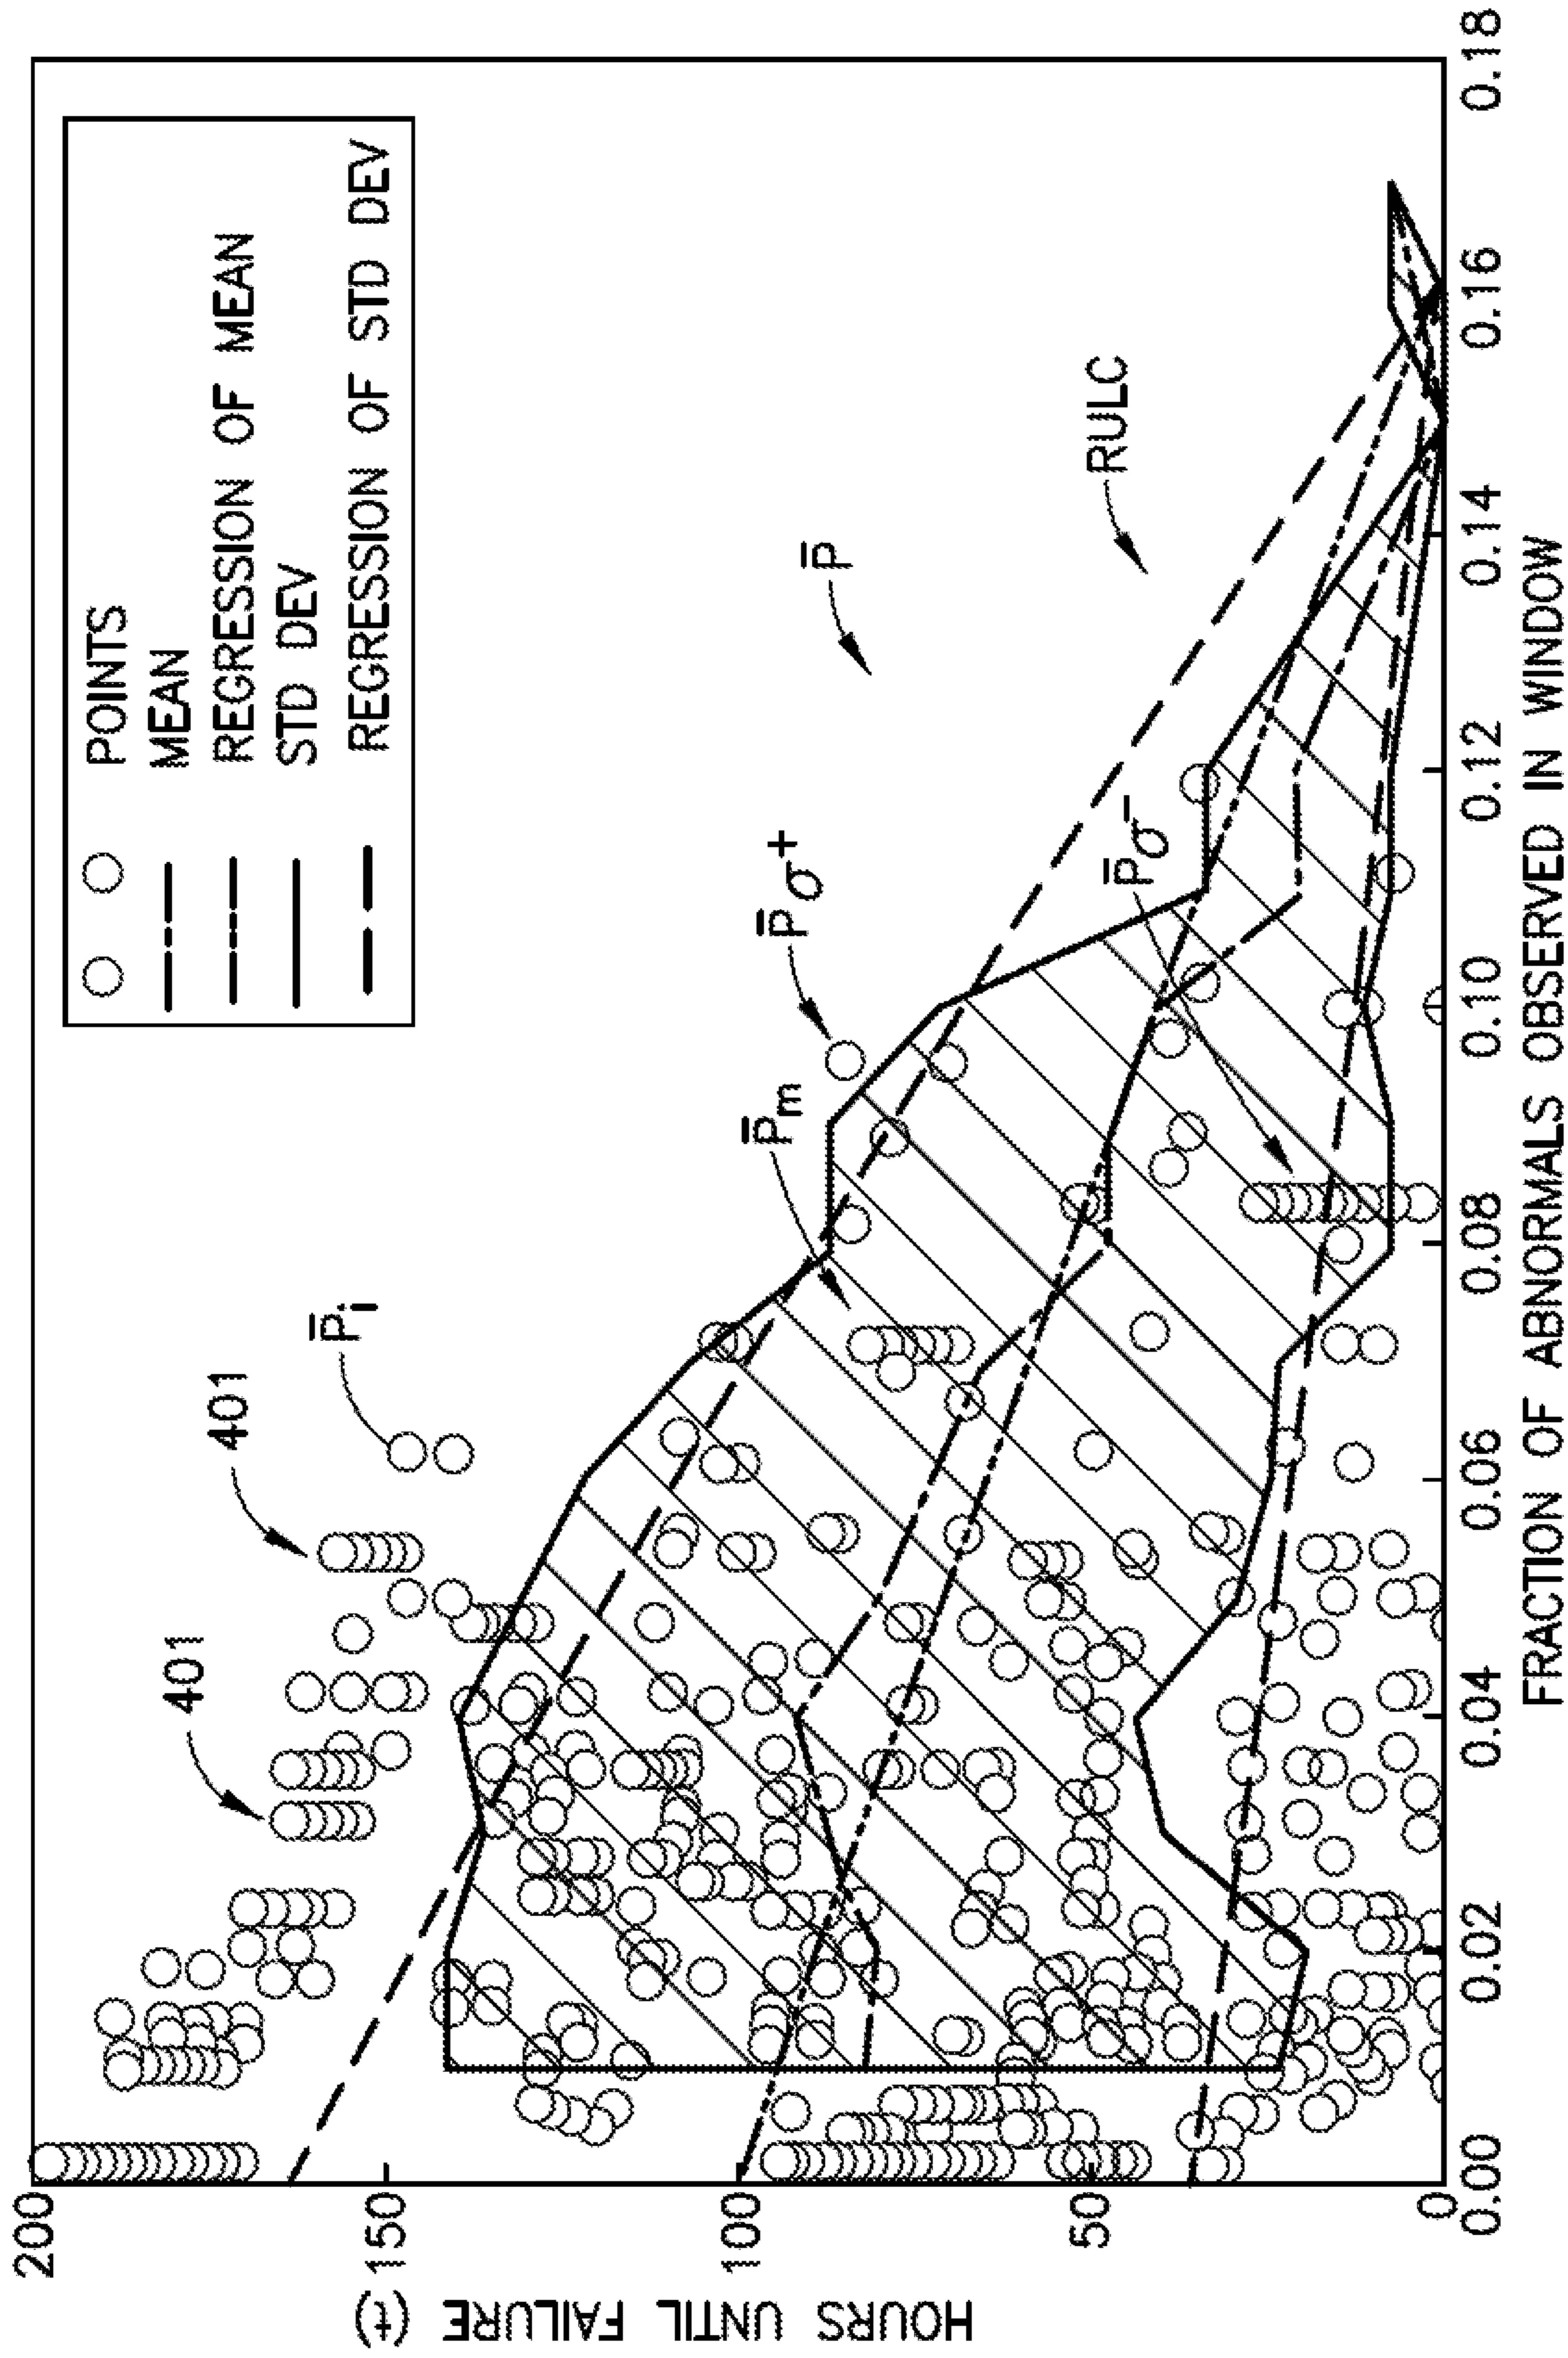 POINTS
MEAN
REGRESSION OF MEAN
STD DEV
REGRESSION OF STD DEV
401
401
P̄i
P̄m
P̄σ+
P̄
P̄σ−
RULC
HOURS UNTIL FAILURE (t)
200
150
100
50
0
0.00
0.02
0.04
0.06
0.08
0.10
0.12
0.14
0.16
0.18
FRACTION OF ABNORMALS OBSERVED IN WINDOW